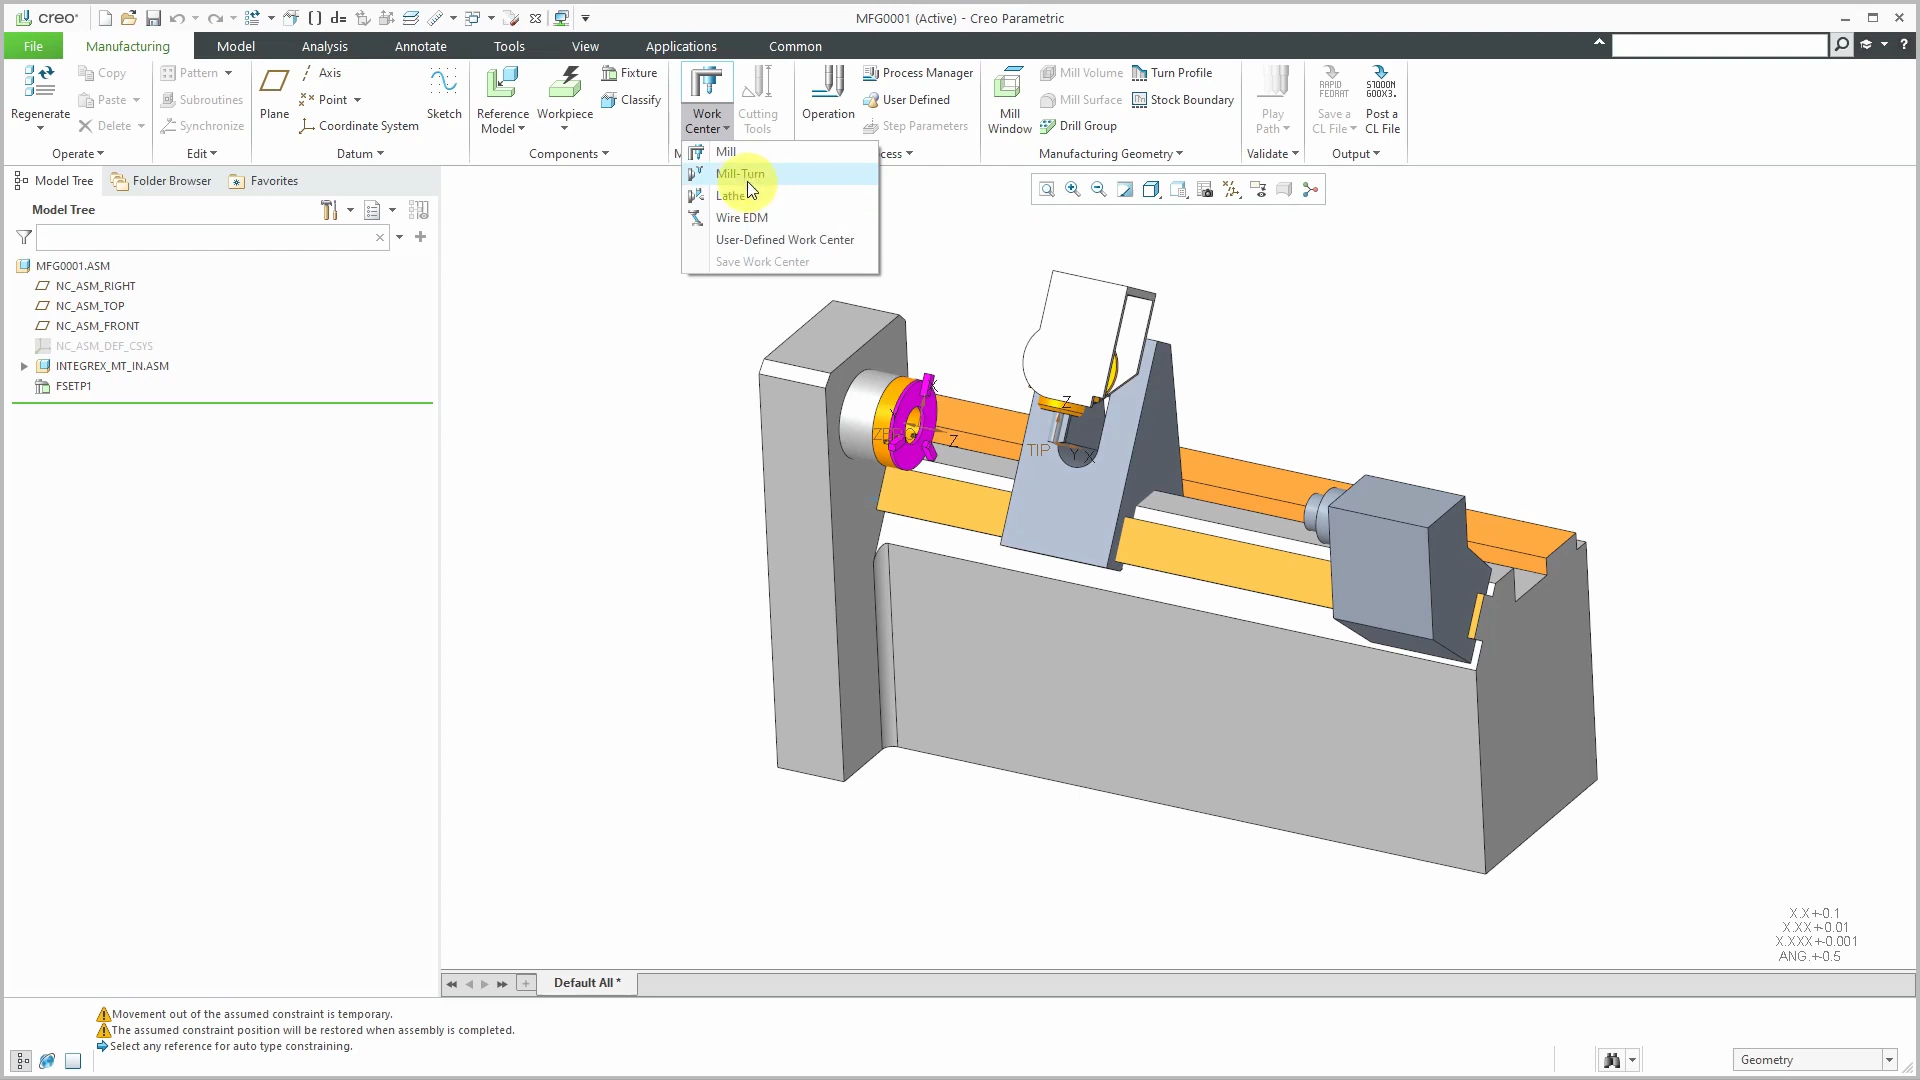 creo
d=
MFG0001 (Active) - Creo Parametric
File
Manufacturing
Model
Analysis
Annotate
Tools
View
Applications
Common
Regenerate
Copy
Paste
Delete
Operate
Pattern
Subroutines
Synchronize
Edit
Plane
Axis
Point
Coordinate System
Sketch
Datum
Reference Model
Workpiece
Fixture
Classify
Components
Work Center
Cutting Tools
Operation
Process Manager
User Defined
Step Parameters
Mill Window
Mill Volume
Mill Surface
Drill Group
Turn Profile
Stock Boundary
Manufacturing Geometry
Play Path
Validate
RAPID
FEDRAT
Save a CL File
Post a CL File
Output
Mill
Mill-Turn
Lathe
Wire EDM
User-Defined Work Center
Save Work Center
Model Tree
Folder Browser
Favorites
Model Tree
MFG0001.ASM
NC_ASM_RIGHT
NC_ASM_TOP
NC_ASM_FRONT
NC_ASM_DEF_CSYS
INTEGREX_MT_IN.ASM
FSETP1
Z
TIP
Y X
Z
X.X+-0.1
X.XX+-0.01
X.XXX+-0.001
ANG.+-0.5
Default All *
Movement out of the assumed constraint is temporary.
The assumed constraint position will be restored when assembly is completed.
Select any reference for auto type constraining.
Geometry